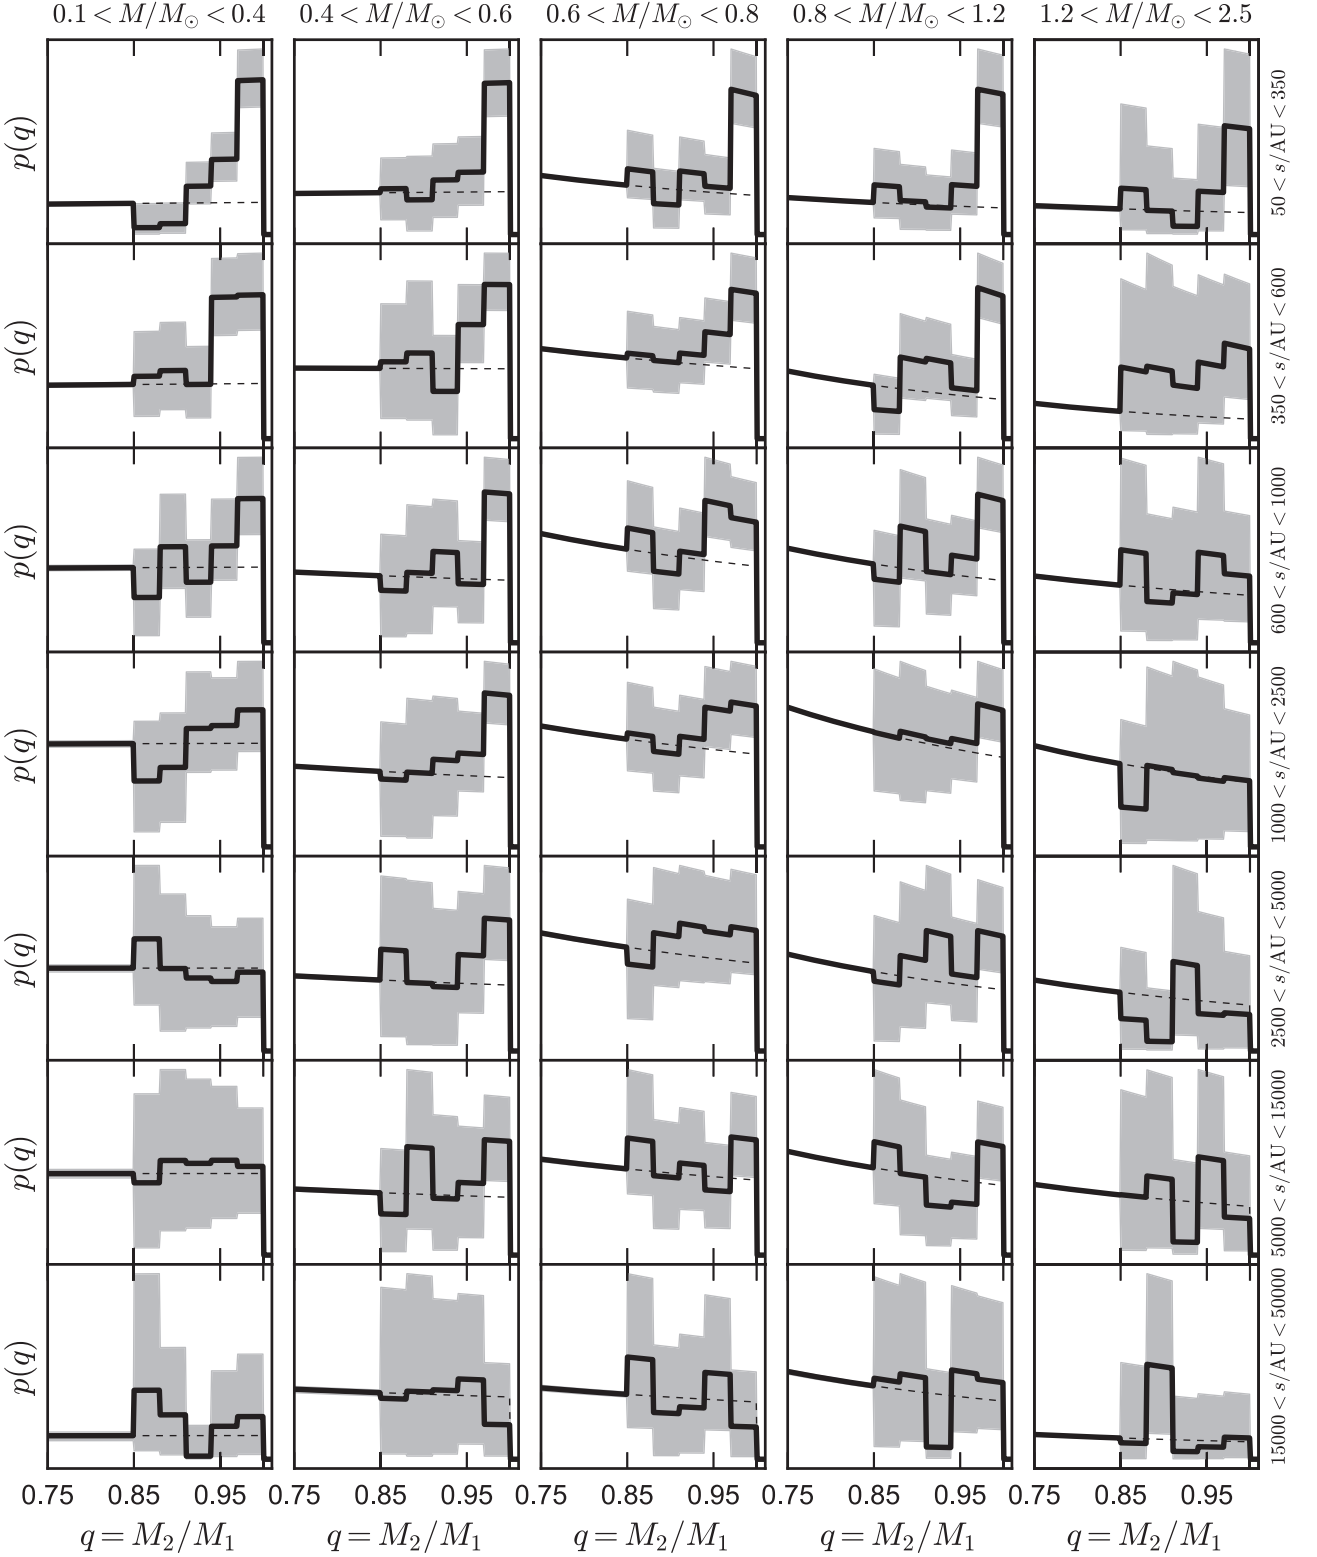 0.1 < M/M⊙ < 0.4 0.4 < M/M⊙ < 0.6 0.6 < M/M⊙ < 0.8 0.8 < M/M⊙ < 1.2 1.2 < M/M⊙ < 2.5
p(q) 50 < s/AU < 350
p(q) 350 < s/AU < 600
p(q) 600 < s/AU < 1000
p(q) 1000 < s/AU < 2500
p(q) 2500 < s/AU < 5000
p(q) 5000 < s/AU < 15000
p(q) 15000 < s/AU < 50000
0.75 0.85 0.95 0.75 0.85 0.95 0.75 0.85 0.95 0.75 0.85 0.95 0.75 0.85 0.95
q = M₂/M₁ q = M₂/M₁ q = M₂/M₁ q = M₂/M₁ q = M₂/M₁